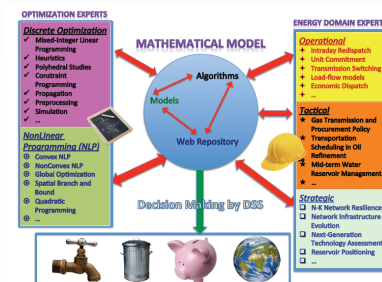 OPTIMIZATION EXPERTS
Discrete Optimization
✓ Mixed-Integer Linear
Programming
✓ Heuristics
✓ Polyhedral Studies
✓ Constraint
Programming
✓ Propagation
✓ Preprocessing
✓ Simulation
✓ ...
NonLInear
Programming (NLP)
Convex NLP
NonConvex NLP
Global Optimization
Spatial Branch
and
Bound
Quadratic
Programming
...
MATHEMATICAL MODEL
Algorithms
Models
Web Repository
Decision Making by DSS
ENERGY DOMAIN EXPERT
Operational
+ Intraday Redispatch
+ Unit Commitment
+ Transmission Switching
+ Load-flow models
+ Economic Dispatch
+ ...
Tactical
★ Gas Transmission and
Procurement Policy
★ Transportation
Scheduling in Oil
Refinement
★ Mid-term Water
Reservoir Management
★ ...
Strategic
❑ N-K Network Resilience
❑ Network Infrastructure
Evolution
❑ Next-Generation
Technology Assessment
❑ Reservoir Positioning
❑ ...